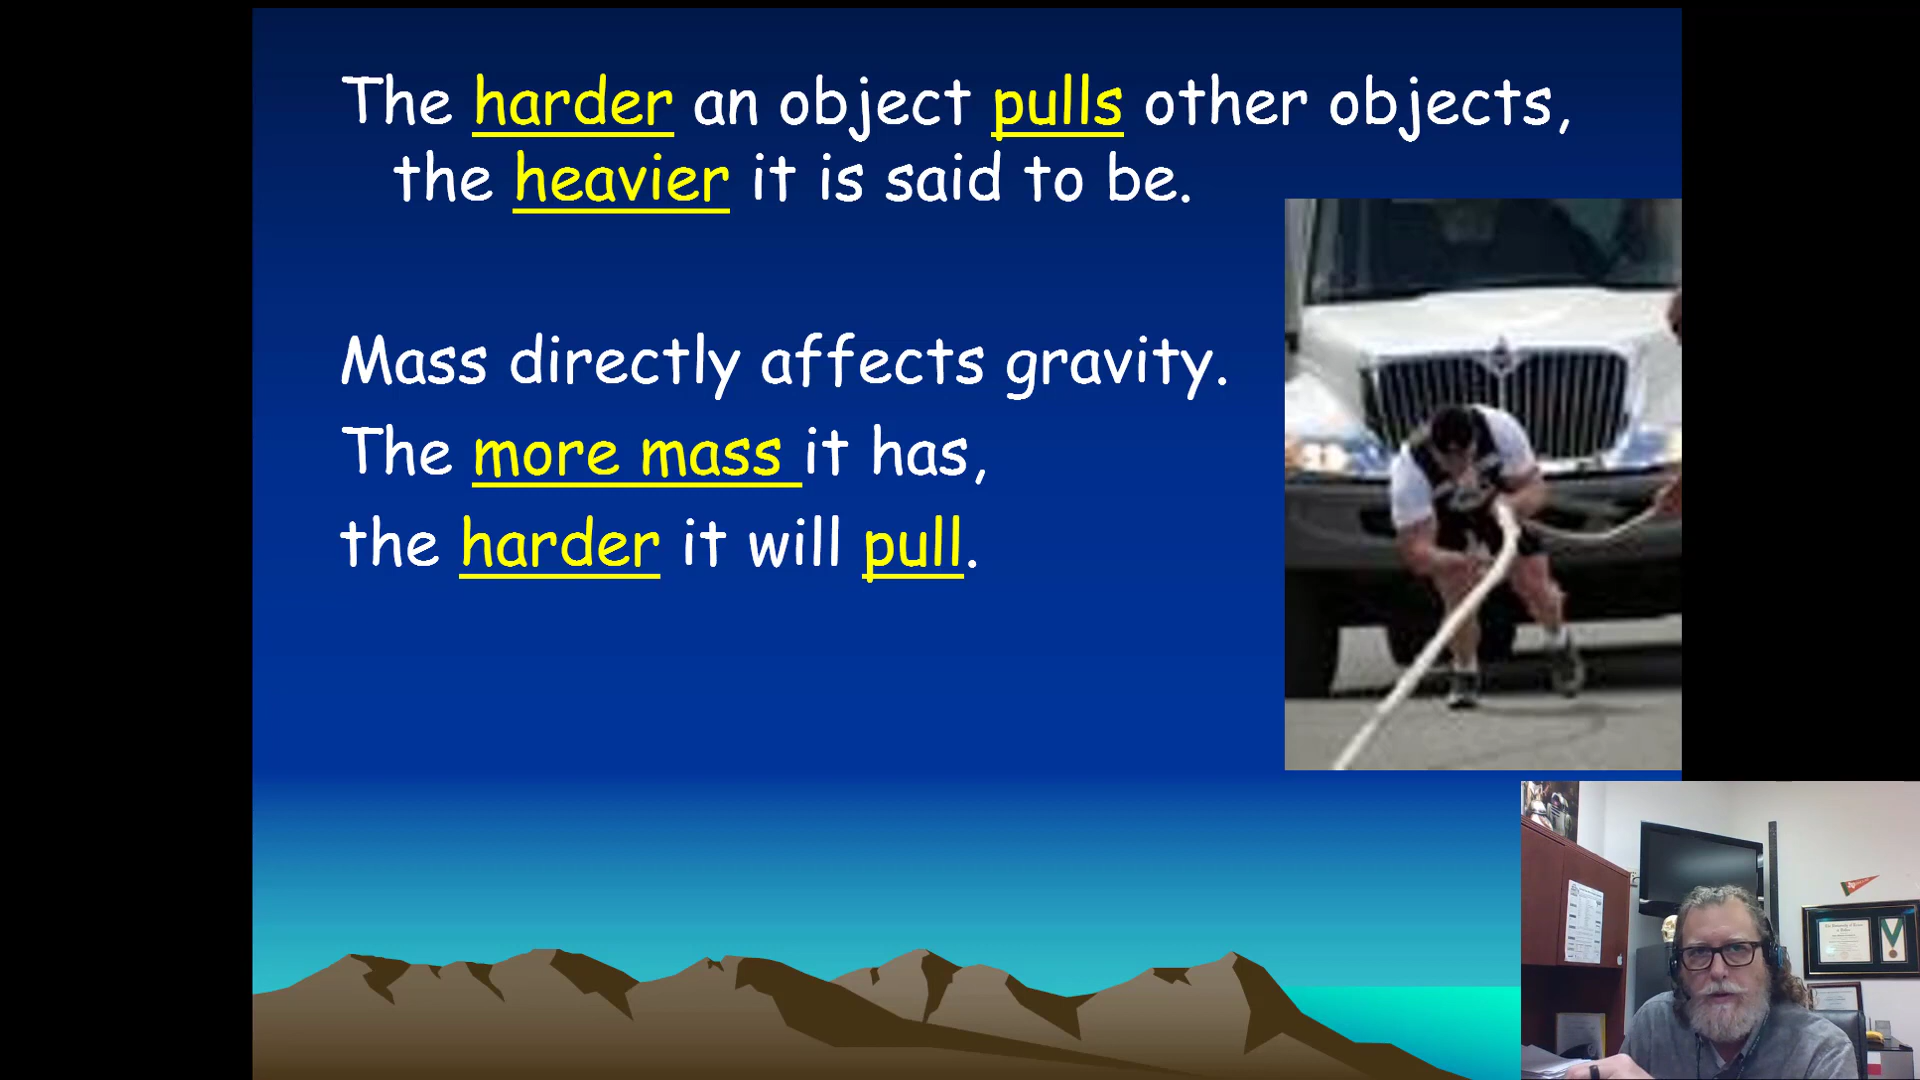 The harder an object pulls other objects,
the heavier it is said to be.
Mass directly affects gravity.
The more mass it has,
the harder it will pull.